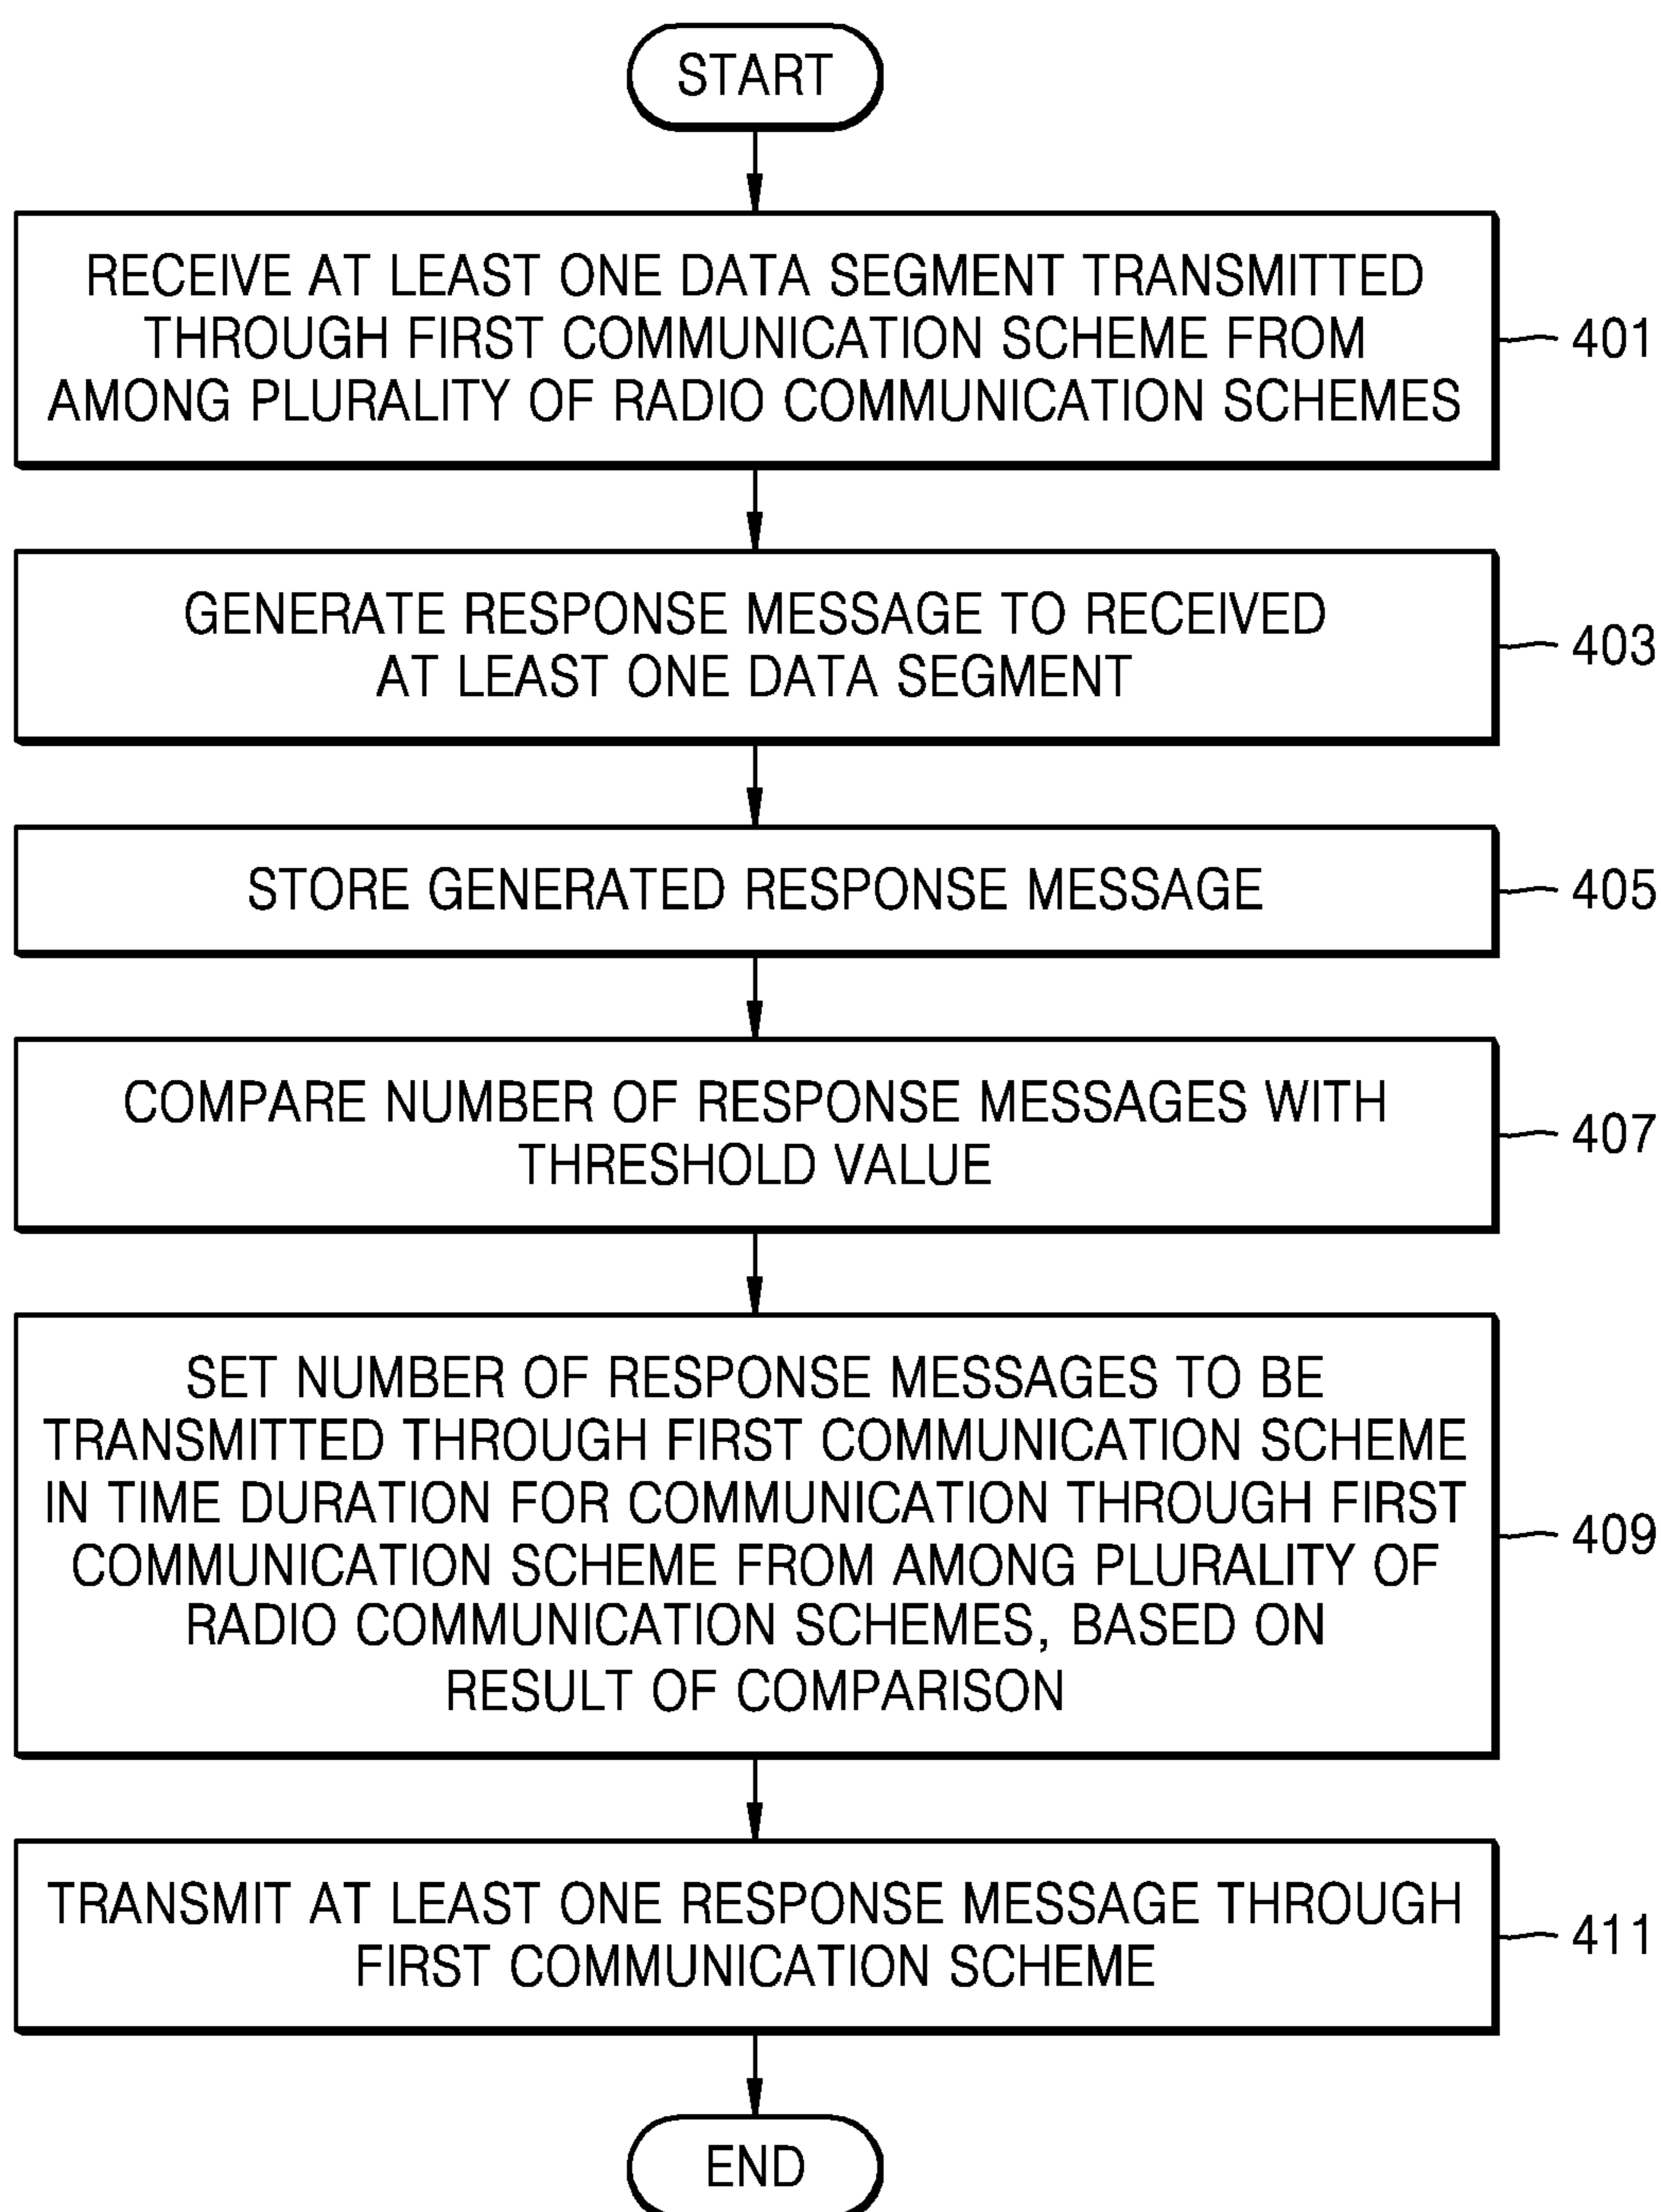 START
RECEIVE AT LEAST ONE DATA SEGMENT TRANSMITTED
THROUGH FIRST COMMUNICATION SCHEME FROM
AMONG PLURALITY OF RADIO COMMUNICATION SCHEMES
401
GENERATE RESPONSE MESSAGE TO RECEIVED
AT LEAST ONE DATA SEGMENT
403
STORE GENERATED RESPONSE MESSAGE
405
COMPARE NUMBER OF RESPONSE MESSAGES WITH
THRESHOLD VALUE
407
SET NUMBER OF RESPONSE MESSAGES TO BE
TRANSMITTED THROUGH FIRST COMMUNICATION SCHEME
IN TIME DURATION FOR COMMUNICATION THROUGH FIRST
COMMUNICATION SCHEME FROM AMONG PLURALITY OF
RADIO COMMUNICATION SCHEMES, BASED ON
RESULT OF COMPARISON
409
TRANSMIT AT LEAST ONE RESPONSE MESSAGE THROUGH
FIRST COMMUNICATION SCHEME
411
END